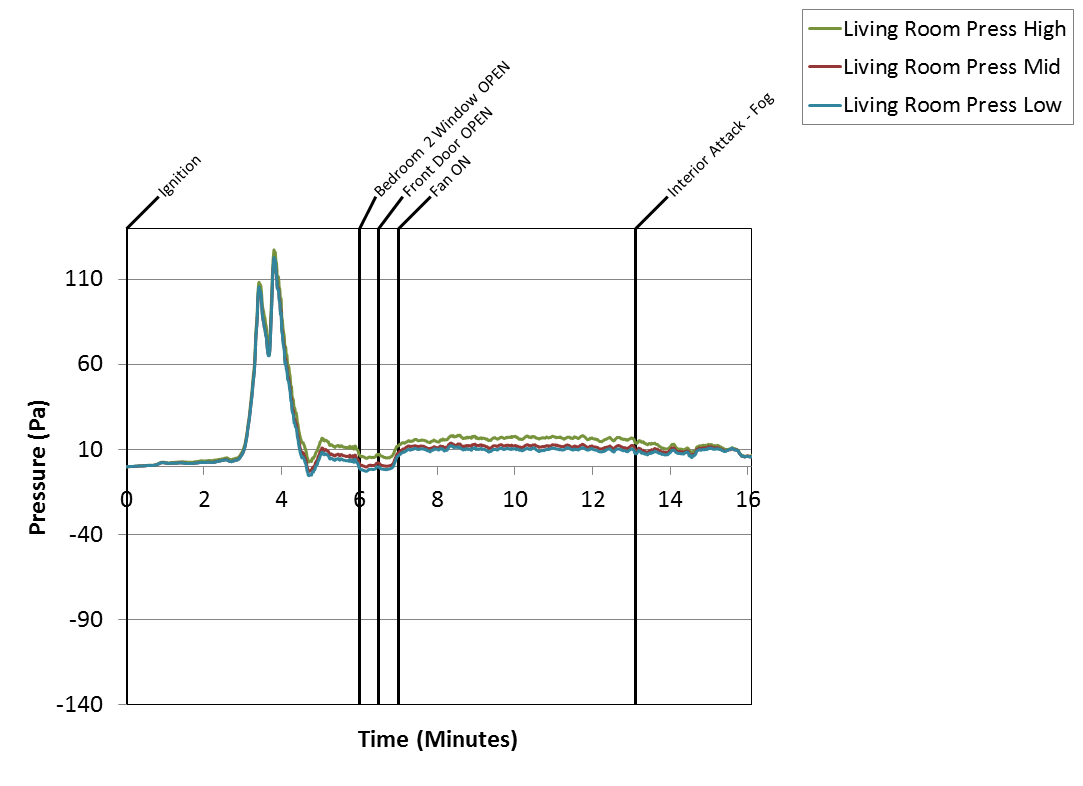 Living Room Press High
Living Room Press Mid
Living Room Press Low
Ignition
Bedroom 2 Window OPEN
Front Door OPEN
Fan ON
Interior Attack - Fog
110
60
10
-40
-90
-140
0 2 4 6 8 10 12 14 16
Pressure (Pa)
Time (Minutes)